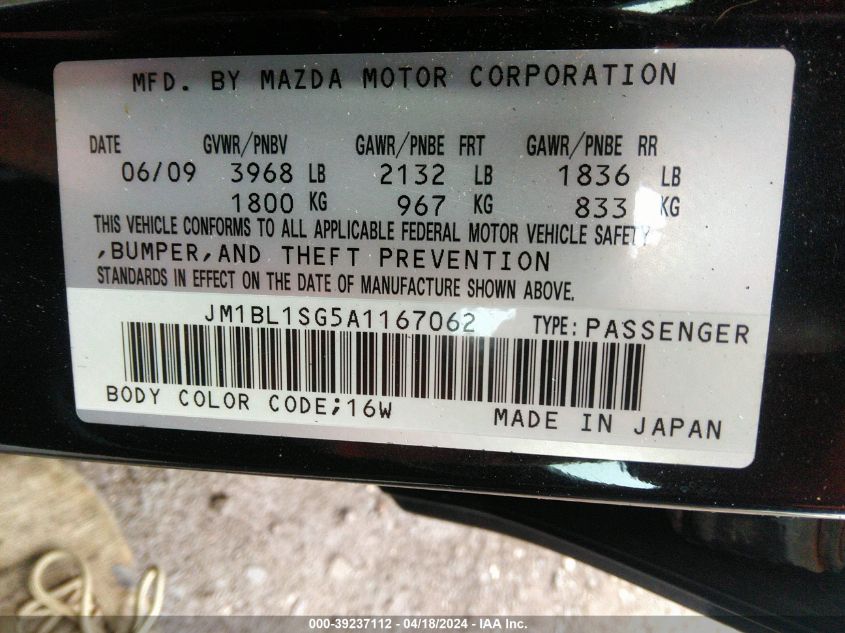 MFD. BY MAZDA MOTOR CORPORATION
DATE GVWR/PNBV GAWR/PNBE FRT GAWR/PNBE RR
06/09 3968 LB 2132 LB 1836 LB
1800 KG 967 KG 833 KG
THIS VEHICLE CONFORMS TO ALL APPLICABLE FEDERAL MOTOR VEHICLE SAFETY
,BUMPER,AND THEFT PREVENTION
STANDARDS IN EFFECT ON THE DATE OF MANUFACTURE SHOWN ABOVE.
JM1BL1SG5A1167062 TYPE:PASSENGER
BODY COLOR CODE;16W MADE IN JAPAN
000-39237112 - 04/18/2024 - IAA Inc.